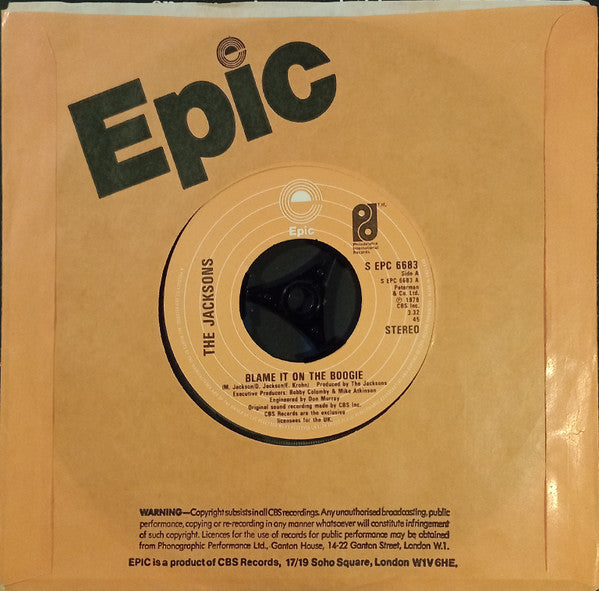 Epic
Epic
T.M.
Philadelphia
International
Records
THE JACKSONS
S EPC 6683
Side A
S EPC 6683 A
Peterman
& Co. Ltd.
℗ 1978
CBS Inc.
3.32
45
STEREO
BLAME IT ON THE BOOGIE
(M. Jackson/D. Jackson/E. Krohn) Produced by The Jacksons
Executive Producers: Bobby Colomby & Mike Atkinson
Engineered by Don Murray
Original sound recording made by CBS Inc.
CBS Records are the exclusive
licensees for the UK.
WARNING—Copyright subsists in all CBS recordings. Any unauthorised broadcasting, public
performance, copying or re-recording in any manner whatsoever will constitute infringement
of such copyright. Licences for the use of records for public performance may be obtained
from Phonographic Performance Ltd., Ganton House, 14-22 Ganton Street, London W.1.
EPIC is a product of CBS Records, 17/19 Soho Square, London W1V 6HE.